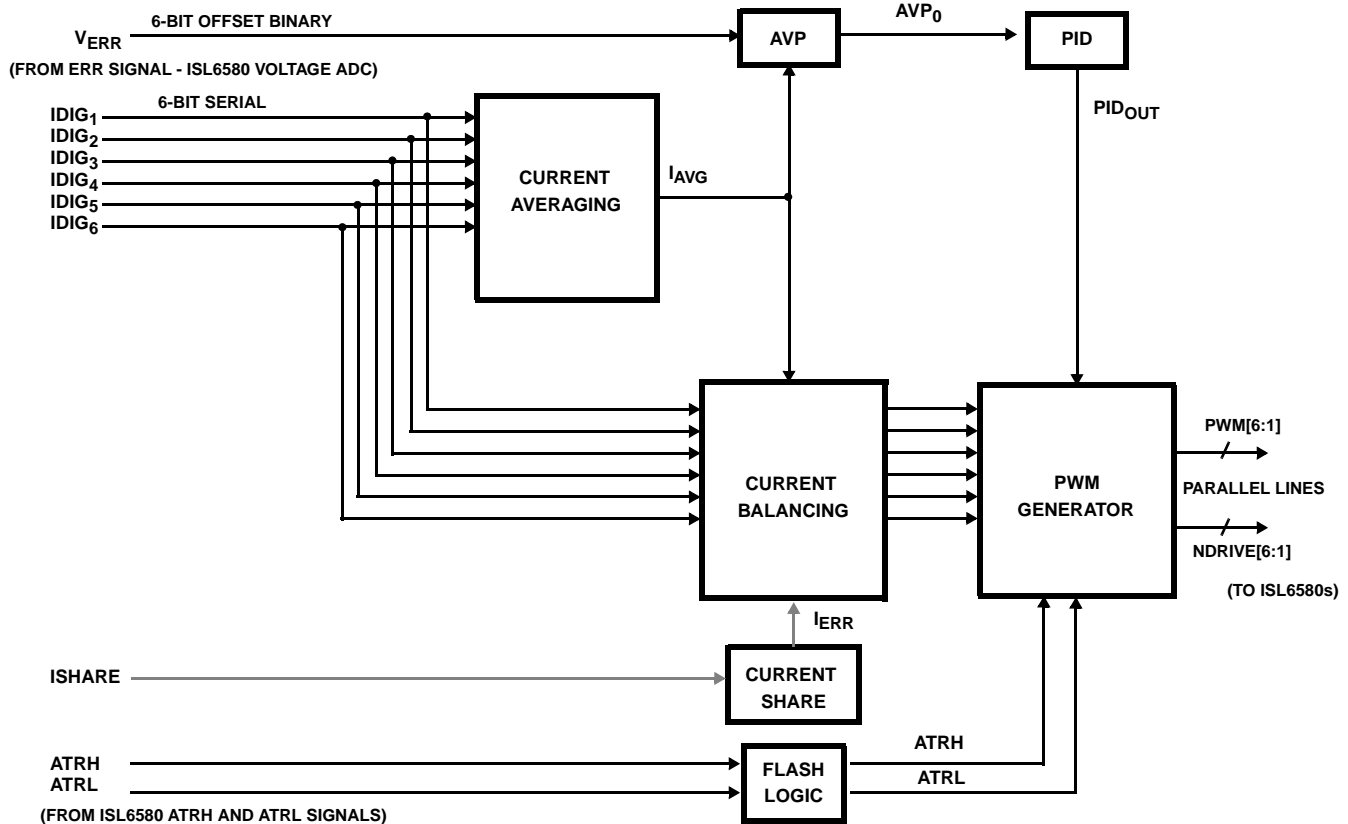 6-BIT OFFSET BINARY
VERR
(FROM ERR SIGNAL - ISL6580 VOLTAGE ADC)
AVP
AVP0
PID
6-BIT SERIAL
IDIG1
IDIG2
IDIG3
IDIG4
IDIG5
IDIG6
CURRENT
AVERAGING
IAVG
PIDOUT
CURRENT
BALANCING
PWM
GENERATOR
PWM[6:1]
PARALLEL LINES
NDRIVE[6:1]
(TO ISL6580s)
IERR
ISHARE
CURRENT
SHARE
ATRH
ATRL
(FROM ISL6580 ATRH AND ATRL SIGNALS)
FLASH
LOGIC
ATRH
ATRL